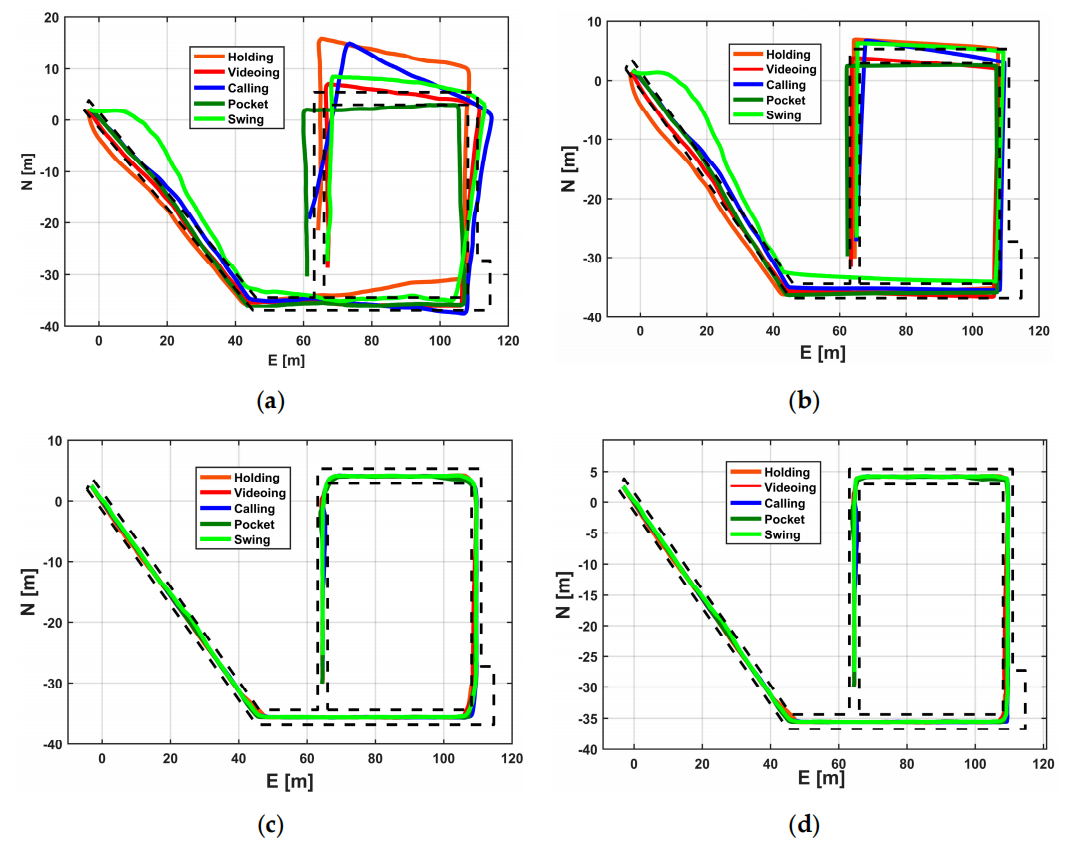 20
10
0
-10
-20
-30
-40
N [m]
0 20 40 60 80 100 120
E [m]
Holding
Videoing
Calling
Pocket
Swing
(a)
10
0
-10
-20
-30
-40
N [m]
0 20 40 60 80 100 120
E [m]
Holding
Videoing
Calling
Pocket
Swing
(b)
10
0
-10
-20
-30
-40
N [m]
0 20 40 60 80 100 120
E [m]
Holding
Videoing
Calling
Pocket
Swing
(c)
5
0
-5
-10
-15
-20
-25
-30
-35
-40
N [m]
0 20 40 60 80 100 120
E [m]
Holding
Videoing
Calling
Pocket
Swing
(d)